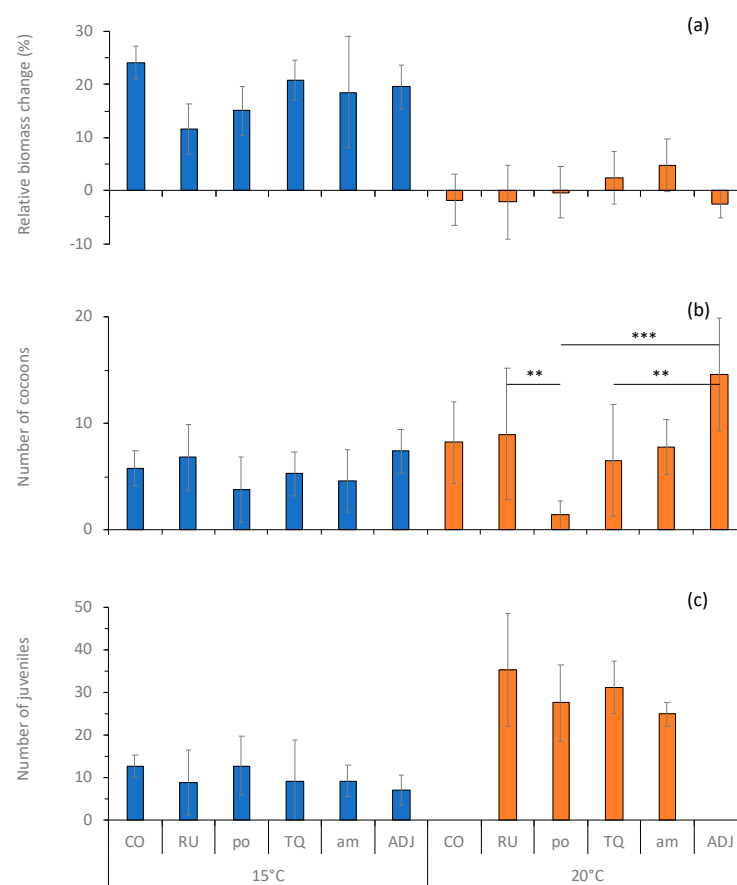 (a)
Relative biomass change (%)
30
20
10
0
-10
(b)
Number of cocoons
20
10
0
***
**
**
(c)
Number of juveniles
50
40
30
20
10
0
CO RU po TQ am ADJ CO RU po TQ am ADJ
15°C 20°C